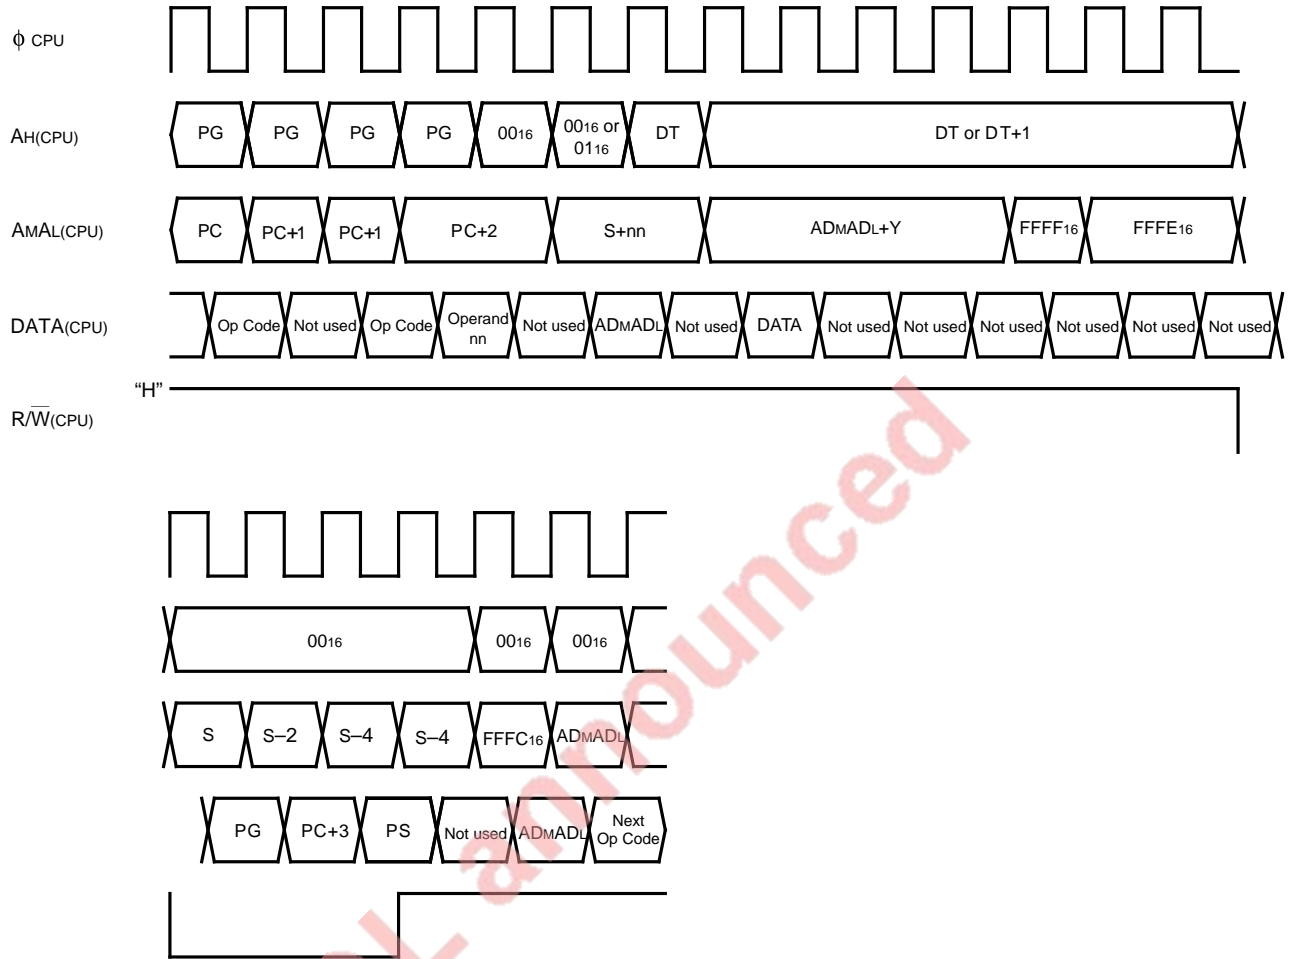 ϕ CPU
AH(CPU) PG PG PG PG 0016 0016 or 0116 DT DT or DT+1
AMAL(CPU) PC PC+1 PC+1 PC+2 S+nn ADMADL+Y FFFF16 FFFE16
DATA(CPU) Op Code Not used Op Code Operand nn Not used ADMADL Not used DATA Not used Not used Not used Not used Not used Not used
“H”
R/W̅(CPU)
0016 0016 0016
S S–2 S–4 S–4 FFFC16 ADMADL
PG PC+3 PS Not used ADMADL Next Op Code
announced